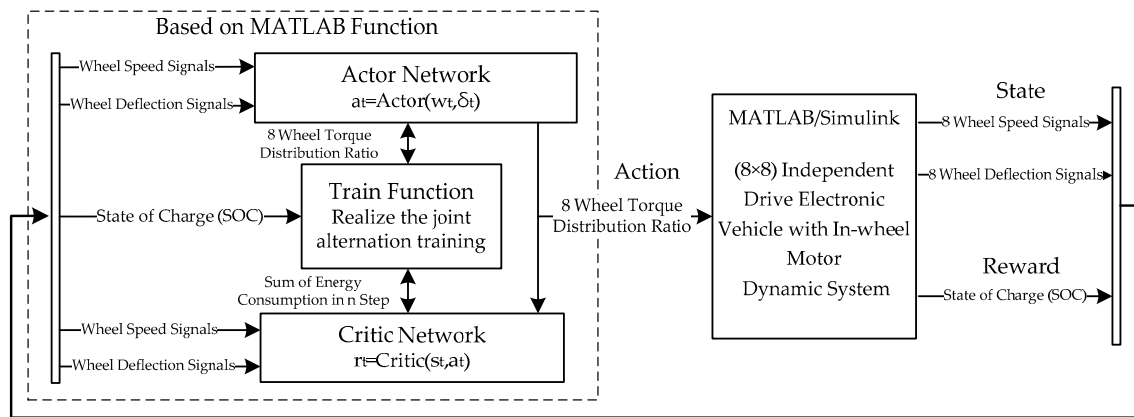 Based on MATLAB Function
Wheel Speed Signals
Wheel Deflection Signals
Actor Network
at=Actor(wt,δt)
8 Wheel Torque
Distribution Ratio
State of Charge (SOC)
Train Function
Realize the joint
alternation training
Sum of Energy
Consumption in n Step
Wheel Speed Signals
Wheel Deflection Signals
Critic Network
rt=Critic(st,at)
Action
8 Wheel Torque
Distribution Ratio
MATLAB/Simulink
(8×8) Independent
Drive Electronic
Vehicle with In-wheel
Motor
Dynamic System
State
8 Wheel Speed Signals
8 Wheel Deflection Signals
Reward
State of Charge (SOC)